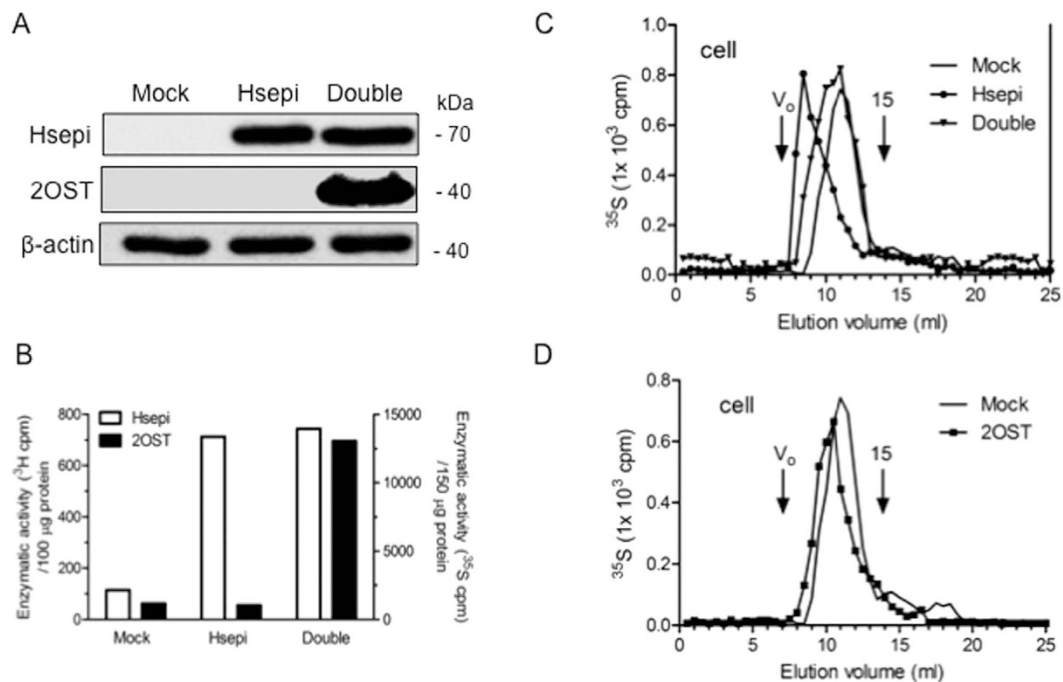 A
Mock Hsepi Double kDa
Hsepi - 70
2OST - 40
β-actin - 40
B
Enzymatic activity (³H cpm)
/100 µg protein
800
600
400
200
0
Hsepi
2OST
15000
10000
5000
0
Enzymatic activity (³⁵S cpm)
/150 µg protein
Mock Hsepi Double
C
cell
³⁵S (1x 10³ cpm)
1.0
0.8
0.6
0.4
0.2
0.0
Vo 15
Mock
Hsepi
Double
0 5 10 15 20 25
Elution volume (ml)
D
cell
³⁵S (1x 10³ cpm)
0.8
0.6
0.4
0.2
0.0
Vo 15
Mock
2OST
0 5 10 15 20 25
Elution volume (ml)